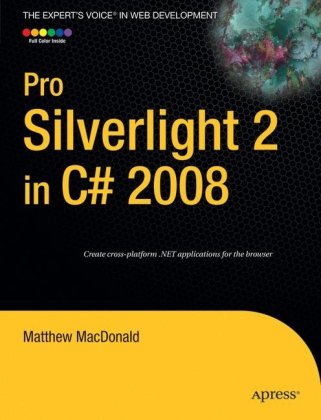 THE EXPERT'S VOICE® IN WEB DEVELOPMENT
Full Color Inside
Pro
Silverlight 2
in C# 2008
Create cross-platform .NET applications for the browser
Matthew MacDonald
Apress®